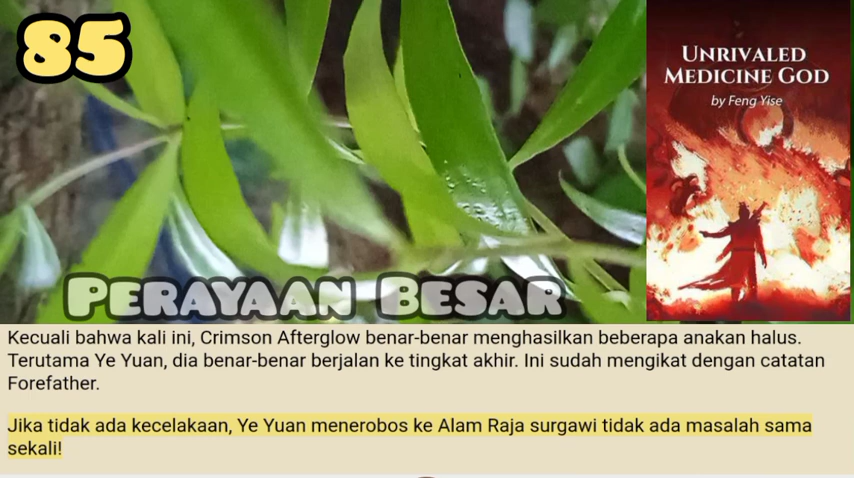 85
UNRIVALED
MEDICINE GOD
by Feng Yise
PERAYAAN BESAR
Kecuali bahwa kali ini, Crimson Afterglow benar-benar menghasilkan beberapa anakan halus.
Terutama Ye Yuan, dia benar-benar berjalan ke tingkat akhir. Ini sudah mengikat dengan catatan
Forefather.
Jika tidak ada kecelakaan, Ye Yuan menerobos ke Alam Raja surgawi tidak ada masalah sama
sekali!